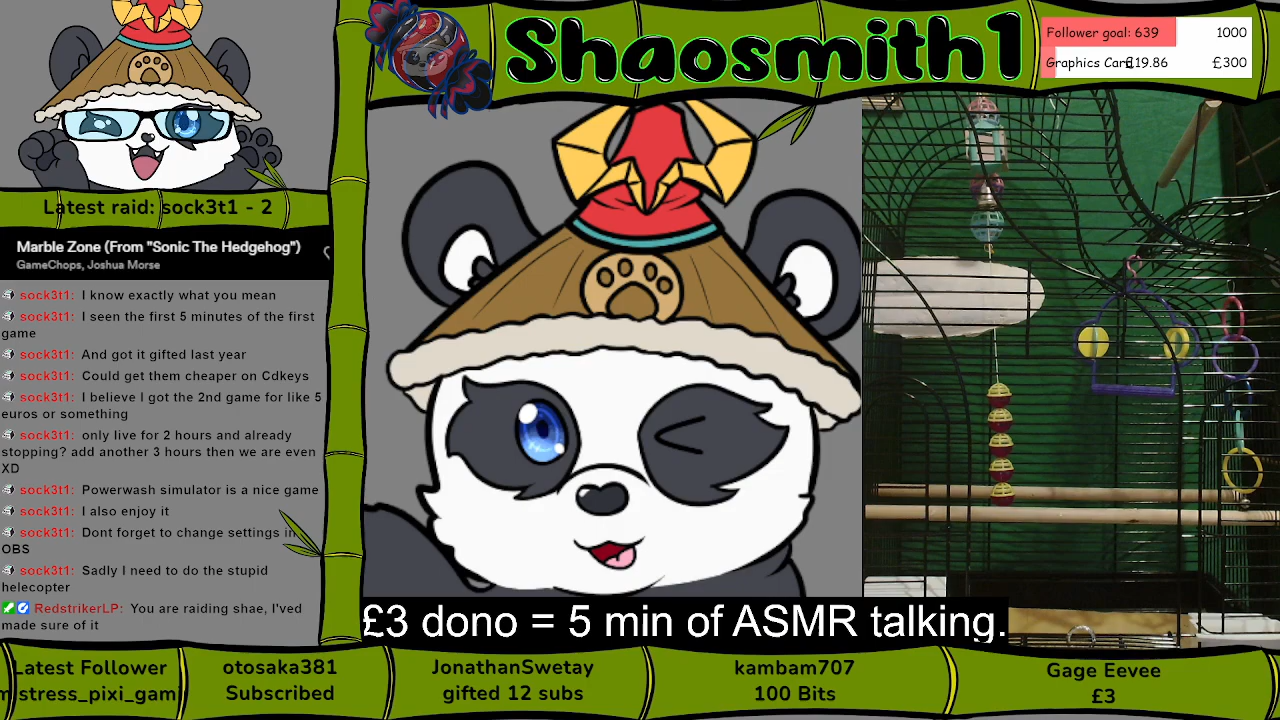 Shaosmith1
Follower goal: 639
1000
Graphics Card
£19.86
£300
Latest raid: sock3t1 - 2
Marble Zone (From "Sonic The Hedgehog")
GameChops, Joshua Morse
sock3t1: I know exactly what you mean
sock3t1: I seen the first 5 minutes of the first
game
sock3t1: And got it gifted last year
sock3t1: Could get them cheaper on Cdkeys
sock3t1: I believe I got the 2nd game for like 5
euros or something
sock3t1: only live for 2 hours and already
stopping? add another 3 hours then we are even
XD
sock3t1: Powerwash simulator is a nice game
sock3t1: I also enjoy it
sock3t1: Dont forget to change settings in
OBS
sock3t1: Sadly I need to do the stupid
helecopter
RedstrikerLP: You are raiding shae, I'ved
made sure of it
£3 dono = 5 min of ASMR talking.
Latest Follower
stress_pixi_gami
otosaka381
Subscribed
JonathanSwetay
gifted 12 subs
kambam707
100 Bits
Gage Eevee
£3